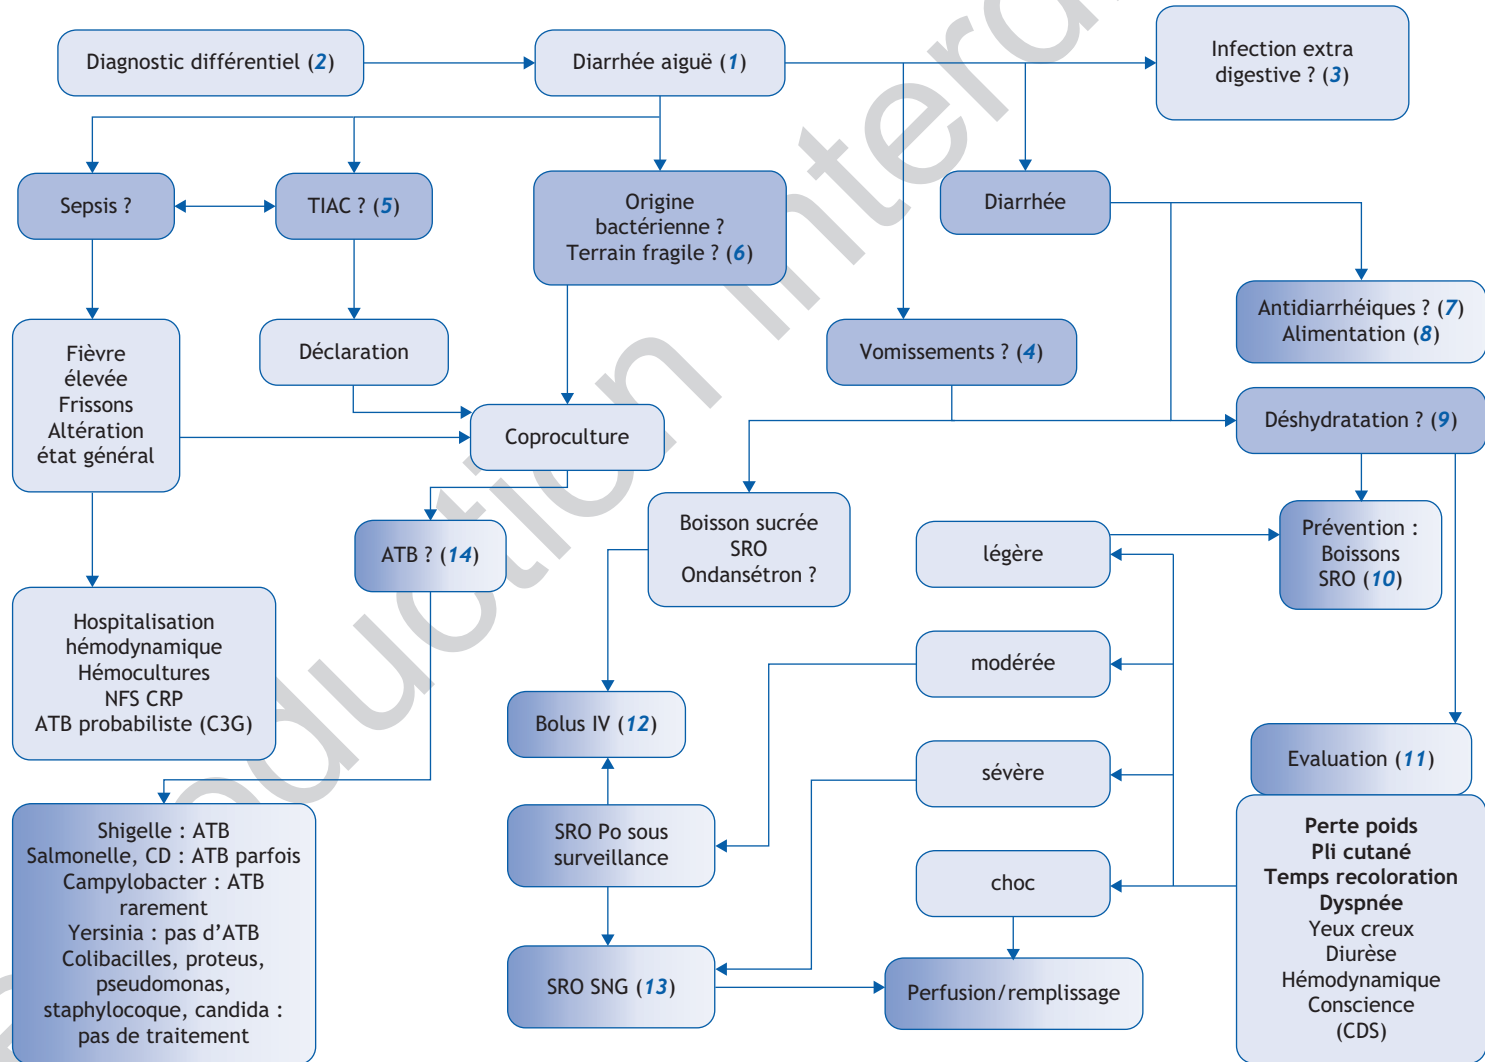 Diagnostic différentiel (2)
Diarrhée aiguë (1)
Infection extra
digestive ? (3)
Sepsis ?
TIAC ? (5)
Origine
bactérienne ?
Terrain fragile ? (6)
Diarrhée
Antidiarrhéiques ? (7)
Alimentation (8)
Fièvre
élevée
Frissons
Altération
état général
Déclaration
Vomissements ? (4)
Coproculture
Déshydratation ? (9)
ATB ? (14)
Boisson sucrée
SRO
Ondansétron ?
légère
Prévention :
Boissons
SRO (10)
Hospitalisation
hémodynamique
Hémocultures
NFS CRP
ATB probabiliste (C3G)
modérée
Bolus IV (12)
sévère
Evaluation (11)
Shigelle : ATB
Salmonelle, CD : ATB parfois
Campylobacter : ATB
rarement
Yersinia : pas d’ATB
Colibacilles, proteus,
pseudomonas,
staphylocoque, candida :
pas de traitement
SRO Po sous
surveillance
choc
Perte poids
Pli cutané
Temps recoloration
Dyspnée
Yeux creux
Diurèse
Hémodynamique
Conscience
(CDS)
SRO SNG (13)
Perfusion/remplissage
oduction interd